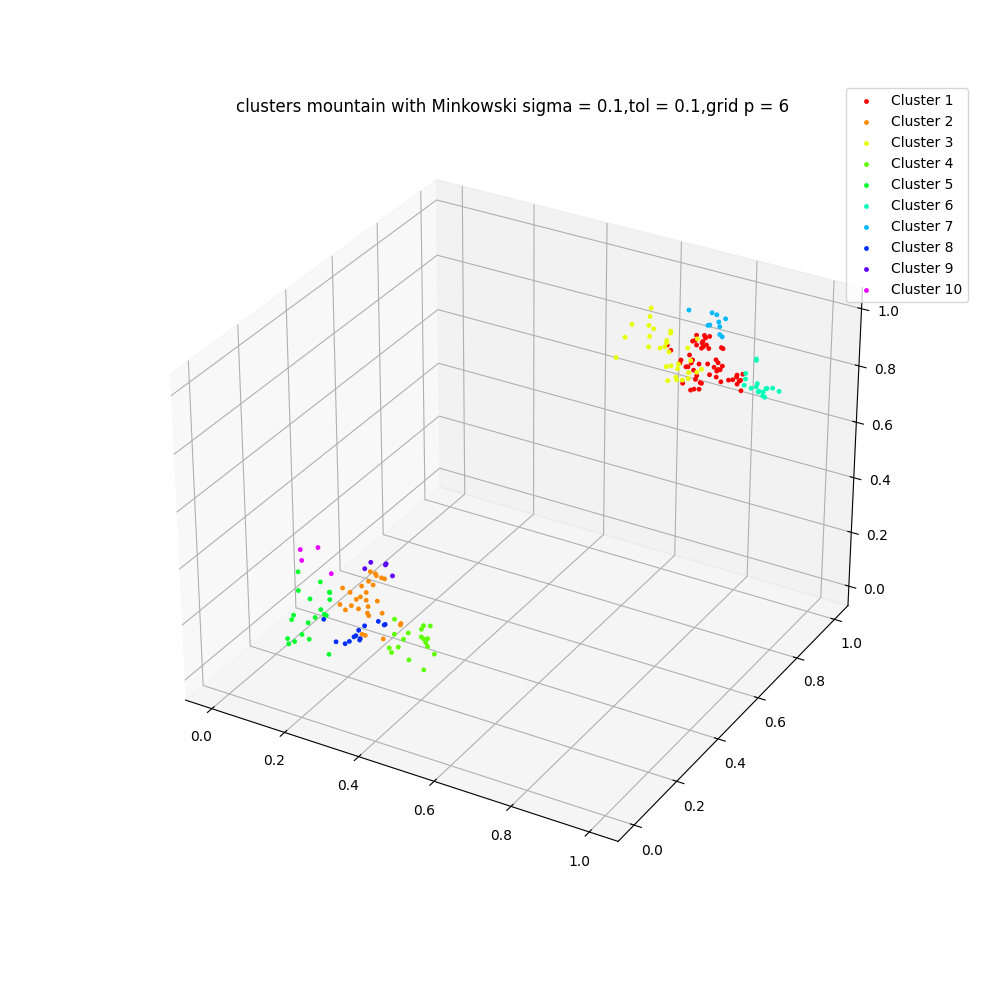 clusters mountain with Minkowski sigma = 0.1,tol = 0.1,grid p = 6
Cluster 1
Cluster 2
Cluster 3
Cluster 4
Cluster 5
Cluster 6
Cluster 7
Cluster 8
Cluster 9
Cluster 10
1.0
0.8
0.6
0.4
0.2
0.0
1.0
0.8
0.6
0.4
0.2
0.0
0.0
0.2
0.4
0.6
0.8
1.0